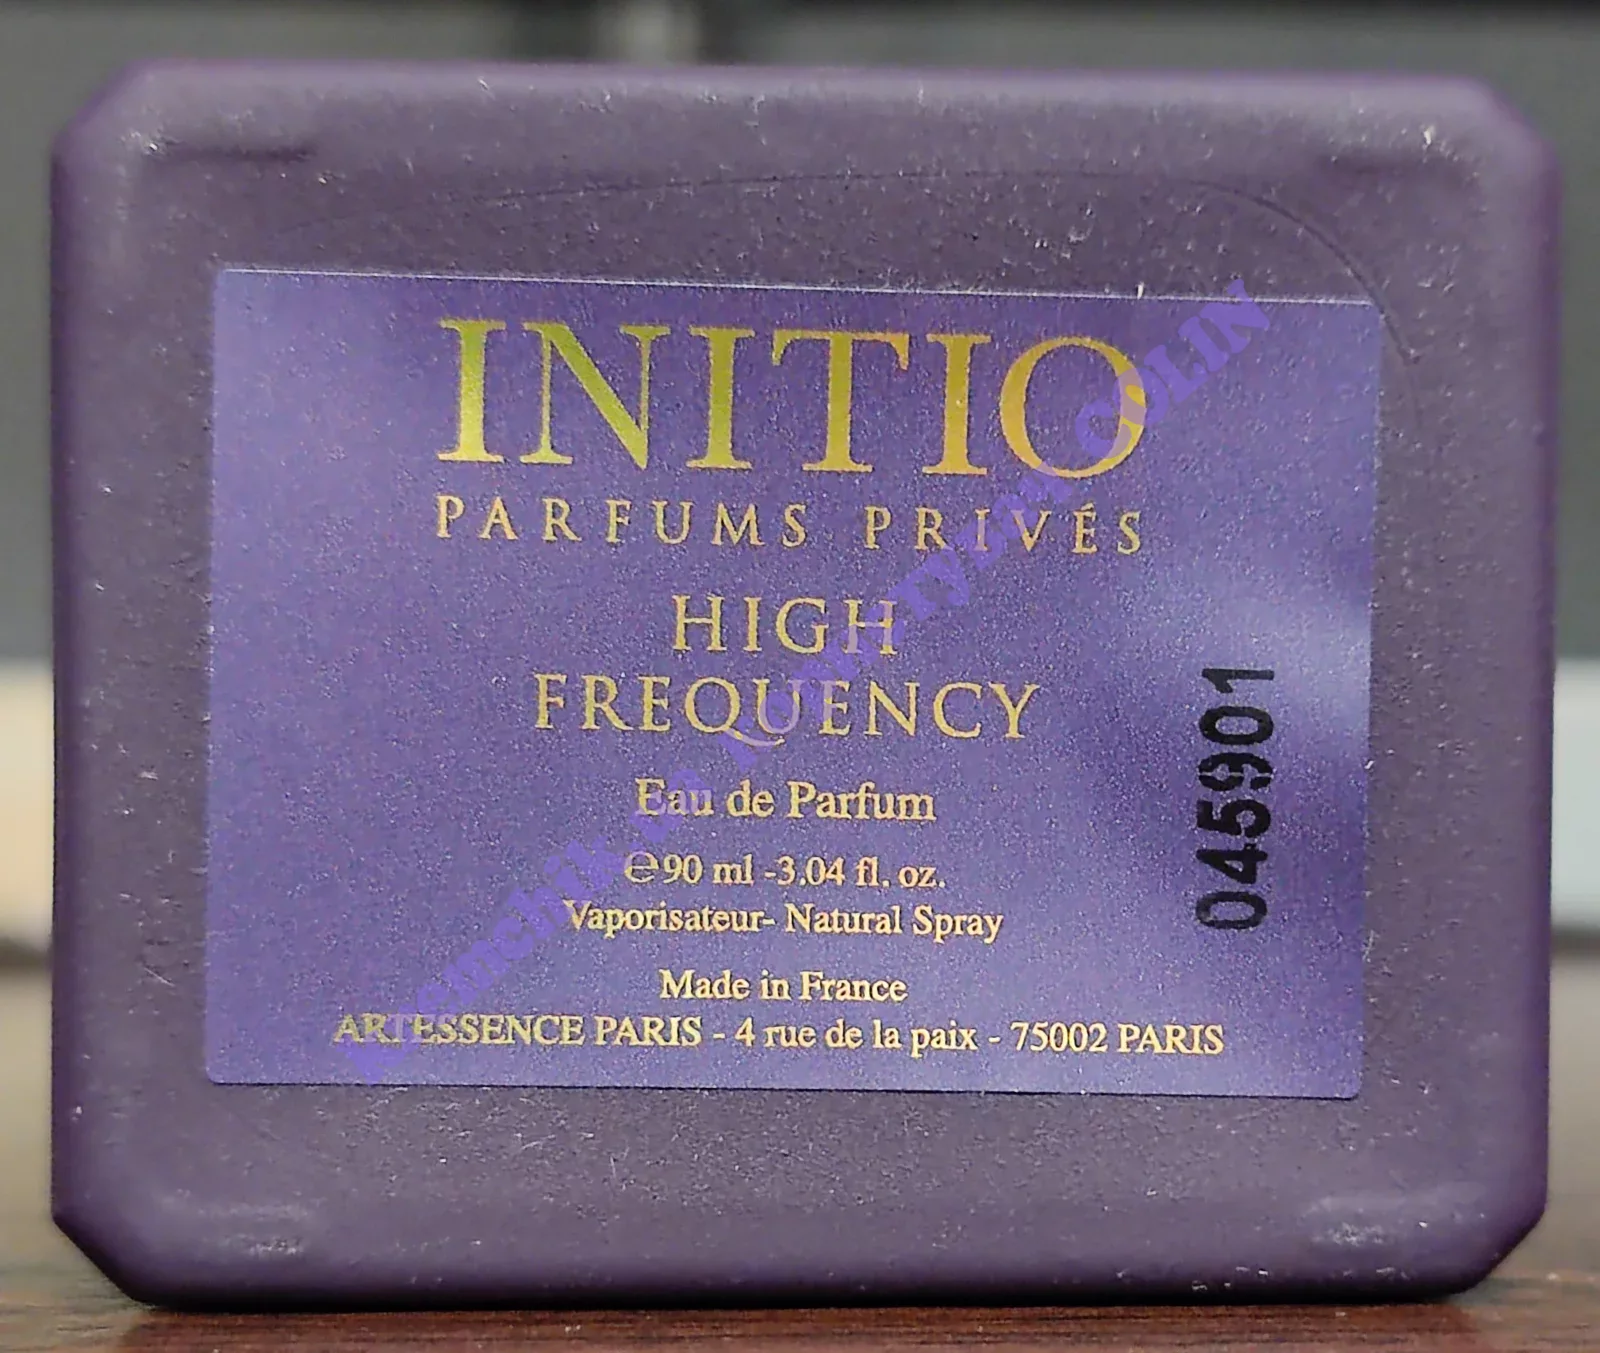 INITIO
PARFUMS PRIVÉS
HIGH
FREQUENCY
Eau de Parfum
℮90 ml -3.04 fl. oz.
Vaporisateur- Natural Spray
Made in France
ARTESSENCE PARIS - 4 rue de la paix - 75002 PARIS
045901
COLIN